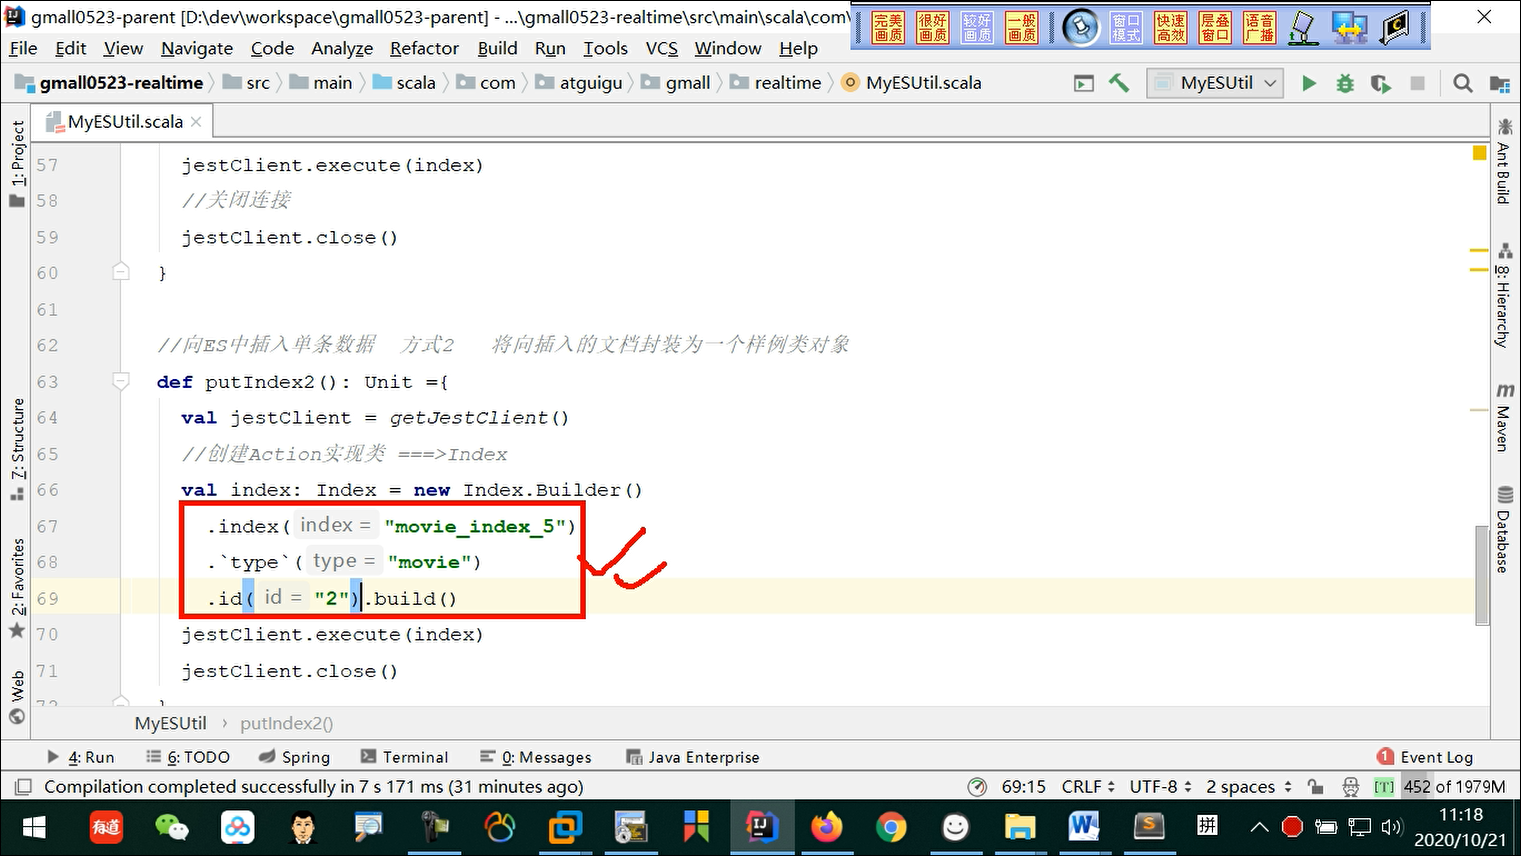 gmall0523-parent [D:\dev\workspace\gmall0523-parent] - ...\gmall0523-realtime\src\main\scala\com\
完美画质 很好画质 较好画质 一般画质 窗口模式 快速高效 层叠窗口 语音广播
File Edit View Navigate Code Analyze Refactor Build Run Tools VCS Window Help
gmall0523-realtime src main scala com atguigu gmall realtime MyESUtil.scala MyESUtil
MyESUtil.scala
57 jestClient.execute(index)
58 //关闭连接
59 jestClient.close()
60 }
61
62 //向ES中插入单条数据 方式2 将向插入的文档封装为一个样例类对象
63 def putIndex2(): Unit ={
64 val jestClient = getJestClient()
65 //创建Action实现类 ===>Index
66 val index: Index = new Index.Builder()
67 .index( index = "movie_index_5")
68 .`type`( type = "movie")
69 .id( id = "2").build()
70 jestClient.execute(index)
71 jestClient.close()
72 }
1: Project
7: Structure
2: Favorites
Web
Ant Build
8: Hierarchy
m
Maven
Database
MyESUtil › putIndex2()
4: Run 6: TODO Spring Terminal 0: Messages Java Enterprise 1 Event Log
Compilation completed successfully in 7 s 171 ms (31 minutes ago) 69:15 CRLF UTF-8 2 spaces [T] 452 of 1979M
有道 IJ W S 拼 11:18
2020/10/21